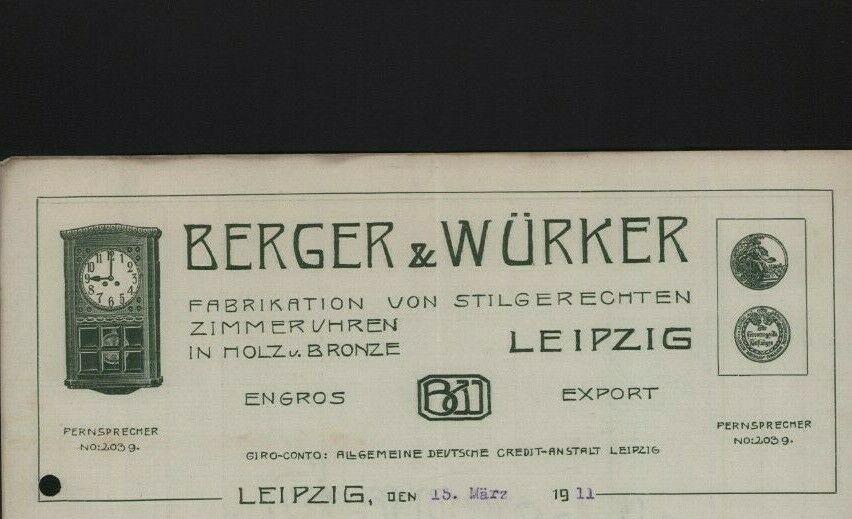 BERGER & WÜRKER
FABRIKATION VON STILGERECHTEN
ZIMMERUHREN
IN HOLZ u. BRONZE
LEIPZIG
ENGROS
BW
EXPORT
FERNSPRECHER
NO: 2039.
FERNSPRECHER
NO: 2039.
GIRO-CONTO: ALLGEMEINE DEUTSCHE CREDIT-ANSTALT LEIPZIG
LEIPZIG, DEN 15. März 1911